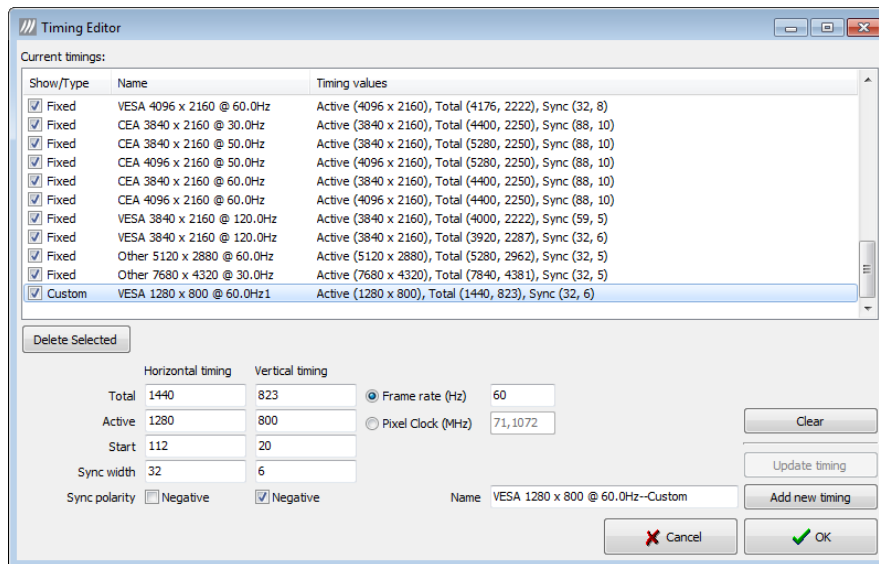 Timing Editor
Current timings:
Show/Type Name Timing values
Fixed VESA 4096 x 2160 @ 60.0Hz Active (4096 x 2160), Total (4176, 2222), Sync (32, 8)
Fixed CEA 3840 x 2160 @ 30.0Hz Active (3840 x 2160), Total (4400, 2250), Sync (88, 10)
Fixed CEA 3840 x 2160 @ 50.0Hz Active (3840 x 2160), Total (5280, 2250), Sync (88, 10)
Fixed CEA 4096 x 2160 @ 50.0Hz Active (4096 x 2160), Total (5280, 2250), Sync (88, 10)
Fixed CEA 3840 x 2160 @ 60.0Hz Active (3840 x 2160), Total (4400, 2250), Sync (88, 10)
Fixed CEA 4096 x 2160 @ 60.0Hz Active (4096 x 2160), Total (4400, 2250), Sync (88, 10)
Fixed VESA 3840 x 2160 @ 120.0Hz Active (3840 x 2160), Total (4000, 2222), Sync (59, 5)
Fixed VESA 3840 x 2160 @ 120.0Hz Active (3840 x 2160), Total (3920, 2287), Sync (32, 6)
Fixed Other 5120 x 2880 @ 60.0Hz Active (5120 x 2880), Total (5280, 2962), Sync (32, 5)
Fixed Other 7680 x 4320 @ 30.0Hz Active (7680 x 4320), Total (7840, 4381), Sync (32, 5)
Custom VESA 1280 x 800 @ 60.0Hz1 Active (1280 x 800), Total (1440, 823), Sync (32, 6)
Delete Selected
Horizontal timing Vertical timing
Total 1440 823 Frame rate (Hz) 60
Active 1280 800 Pixel Clock (MHz) 71,1072 Clear
Start 112 20
Sync width 32 6 Update timing
Sync polarity Negative Negative Name VESA 1280 x 800 @ 60.0Hz--Custom Add new timing
Cancel OK